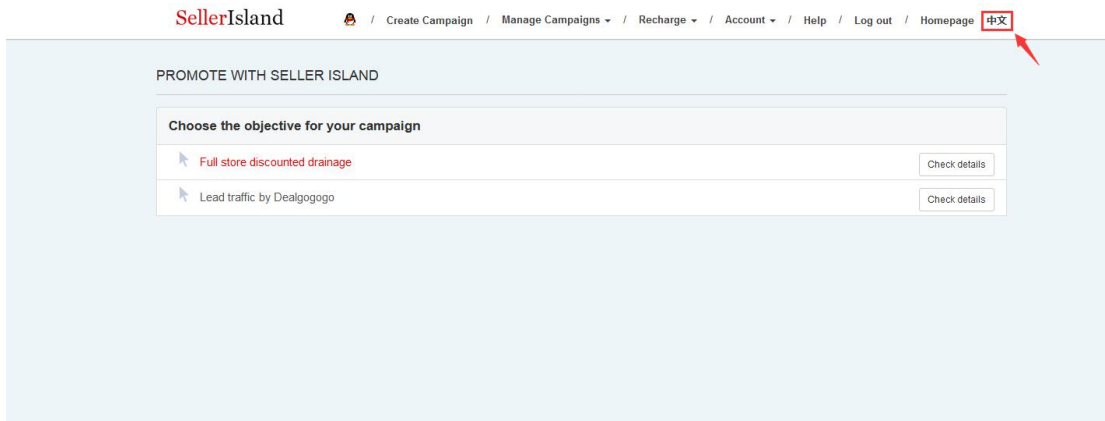 SellerIsland / Create Campaign / Manage Campaigns / Recharge / Account / Help / Log out / Homepage 中文
PROMOTE WITH SELLER ISLAND
Choose the objective for your campaign
Full store discounted drainage Check details
Lead traffic by Dealgogogo Check details